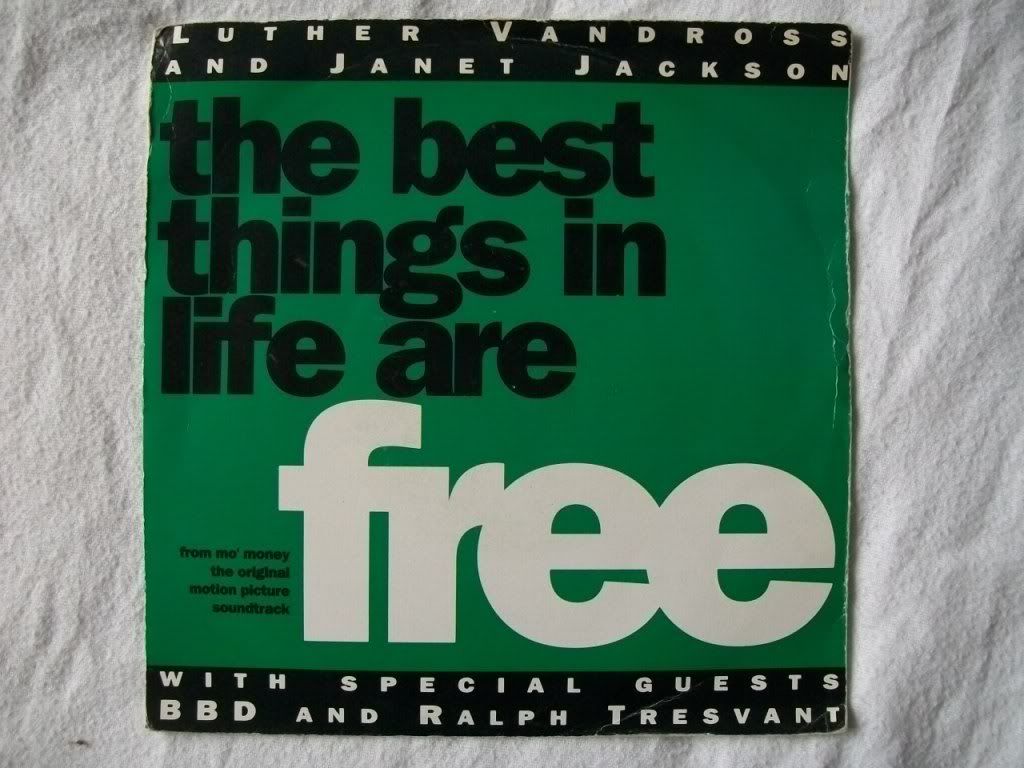 LUTHER VANDROSS
AND JANET JACKSON
the best
things in
life are
free
from mo' money
the original
motion picture
soundtrack
WITH SPECIAL GUESTS
BBD AND RALPH TRESVANT